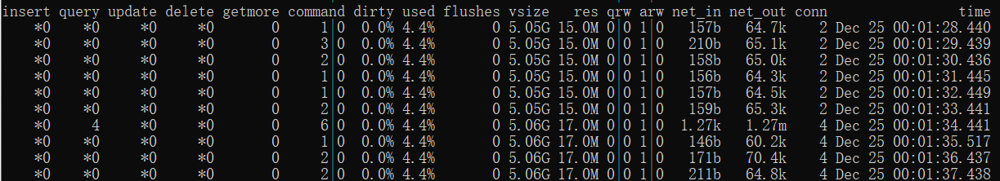 insert query update delete getmore command dirty used flushes vsize res qrw arw net_in net_out conn time
*0 *0 *0 *0 0 1|0 0.0% 4.4% 0 5.05G 15.0M 0|0 1|0 157b 64.7k 2 Dec 25 00:01:28.440
*0 *0 *0 *0 0 3|0 0.0% 4.4% 0 5.05G 15.0M 0|0 1|0 210b 65.1k 2 Dec 25 00:01:29.439
*0 *0 *0 *0 0 2|0 0.0% 4.4% 0 5.05G 15.0M 0|0 1|0 158b 65.0k 2 Dec 25 00:01:30.436
*0 *0 *0 *0 0 1|0 0.0% 4.4% 0 5.05G 15.0M 0|0 1|0 156b 64.3k 2 Dec 25 00:01:31.445
*0 *0 *0 *0 0 1|0 0.0% 4.4% 0 5.05G 15.0M 0|0 1|0 157b 64.5k 2 Dec 25 00:01:32.449
*0 *0 *0 *0 0 2|0 0.0% 4.4% 0 5.05G 15.0M 0|0 1|0 159b 65.3k 2 Dec 25 00:01:33.441
*0 4 *0 *0 0 6|0 0.0% 4.4% 0 5.06G 17.0M 0|0 1|0 1.27k 1.27m 4 Dec 25 00:01:34.441
*0 *0 *0 *0 0 1|0 0.0% 4.4% 0 5.06G 17.0M 0|0 1|0 146b 60.2k 4 Dec 25 00:01:35.517
*0 *0 *0 *0 0 2|0 0.0% 4.4% 0 5.06G 17.0M 0|0 1|0 171b 70.4k 4 Dec 25 00:01:36.437
*0 *0 *0 *0 0 2|0 0.0% 4.4% 0 5.06G 17.0M 0|0 1|0 211b 64.8k 4 Dec 25 00:01:37.438